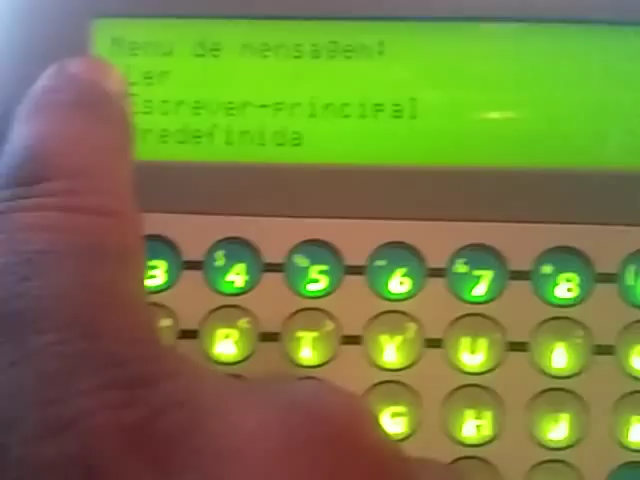 Menu de mensagem:
Ler
Escrever-principal
Predefinida
3 $ 4 % 5 6 & 7 * 8
R T Y U I
G H J